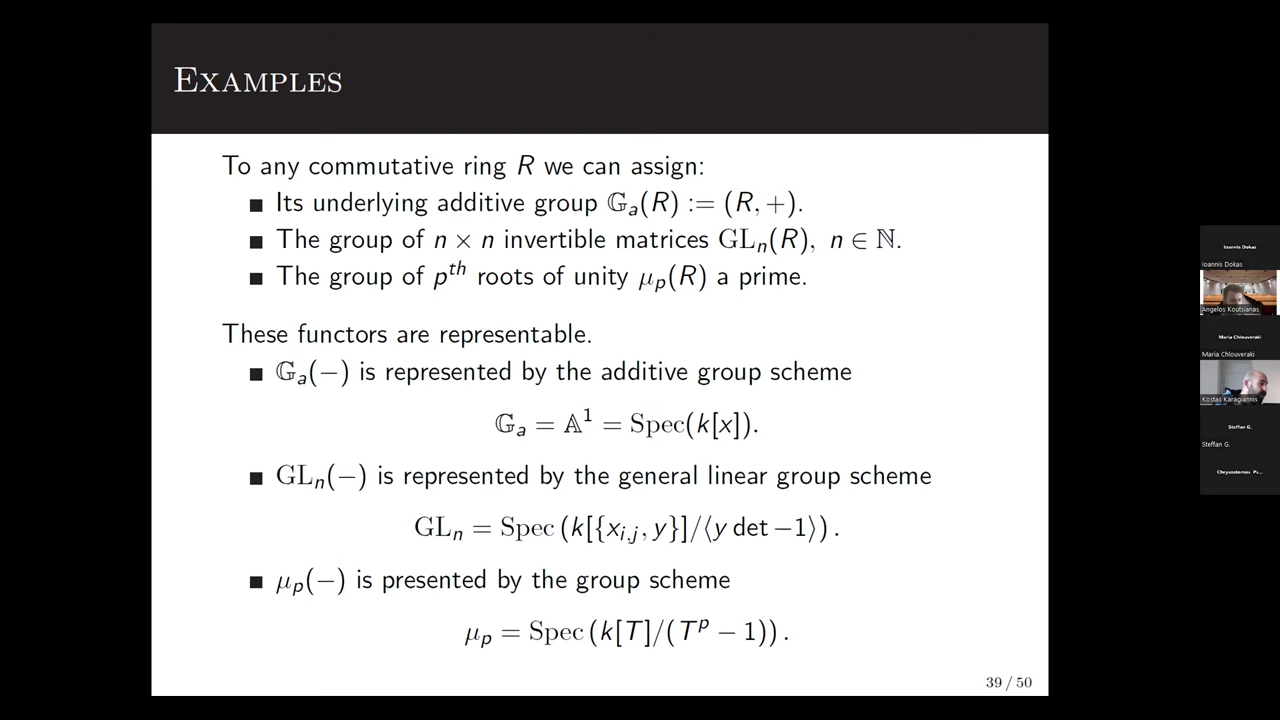 EXAMPLES
To any commutative ring R we can assign:
■ Its underlying additive group 𝔾ₐ(R) := (R, +).
■ The group of n × n invertible matrices GLₙ(R), n ∈ ℕ.
■ The group of p^{th} roots of unity μₚ(R) a prime.
These functors are representable.
■ 𝔾ₐ(−) is represented by the additive group scheme
𝔾ₐ = 𝔸¹ = Spec(k[x]).
■ GLₙ(−) is represented by the general linear group scheme
GLₙ = Spec (k[{x_{i,j}, y}]/⟨y det −1⟩) .
■ μₚ(−) is presented by the group scheme
μₚ = Spec (k[T]/(T^p − 1)) .
39 / 50
Ioannis Dokas
Ioannis Dokas
Angelos Koutsianas
Maria Chlouveraki
Maria Chlouveraki
Kostas Karagiannis
Steffan G.
Steffan G.
Chrysostomos Ps...